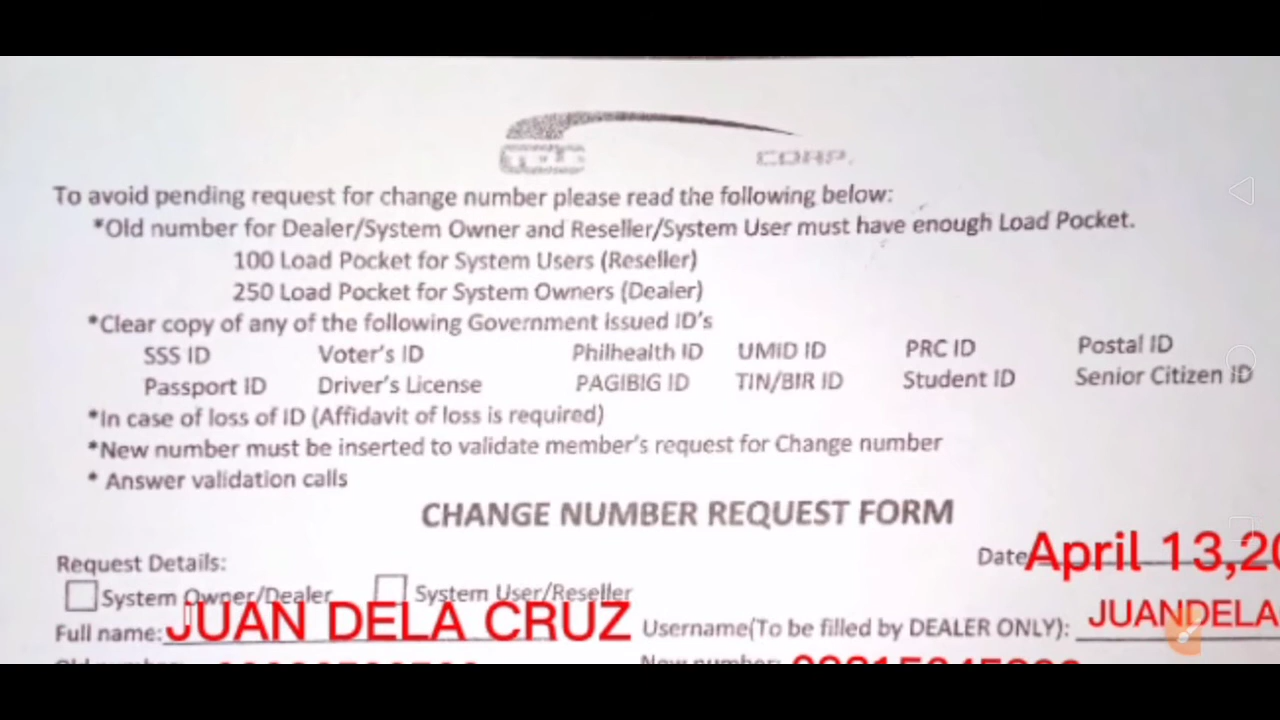 CORP.
To avoid pending request for change number please read the following below:
*Old number for Dealer/System Owner and Reseller/System User must have enough Load Pocket.
100 Load Pocket for System Users (Reseller)
250 Load Pocket for System Owners (Dealer)
*Clear copy of any of the following Government issued ID's
SSS ID Voter's ID Philhealth ID UMID ID PRC ID Postal ID
Passport ID Driver's License PAGIBIG ID TIN/BIR ID Student ID Senior Citizen ID
*In case of loss of ID (Affidavit of loss is required)
*New number must be inserted to validate member's request for Change number
* Answer validation calls
CHANGE NUMBER REQUEST FORM
Request Details: Date April 13,20
System Owner/Dealer System User/Reseller
Full name: JUAN DELA CRUZ Username(To be filled by DEALER ONLY): JUANDELA